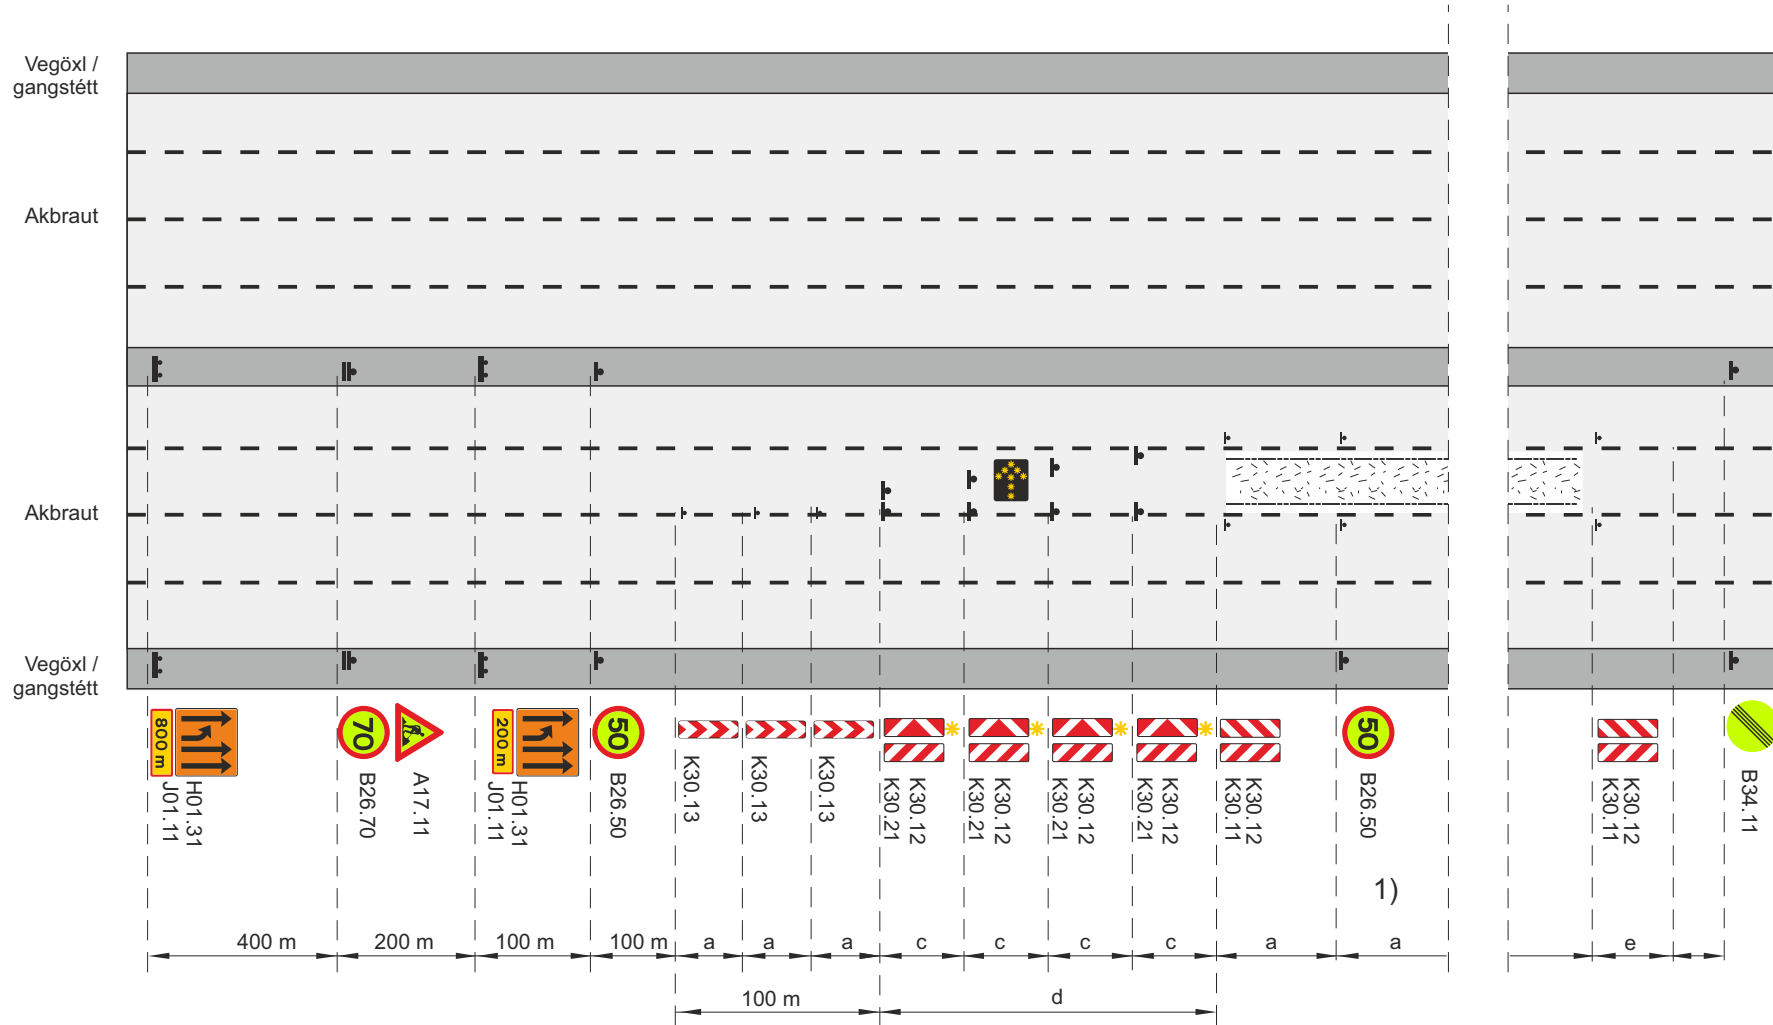 Vegöxl /
gangstétt
Akbraut
Akbraut
Vegöxl /
gangstétt
800 m
H01.31
J01.11
70
A17.11
B26.70
200 m
H01.31
J01.11
50
B26.50
K30.13
K30.13
K30.13
K30.12
K30.21
K30.12
K30.21
K30.12
K30.21
K30.12
K30.21
K30.12
K30.11
50
B26.50
K30.12
K30.11
B34.11
1)
400 m
200 m
100 m
100 m
a
a
a
c
c
c
c
a
a
e
100 m
d